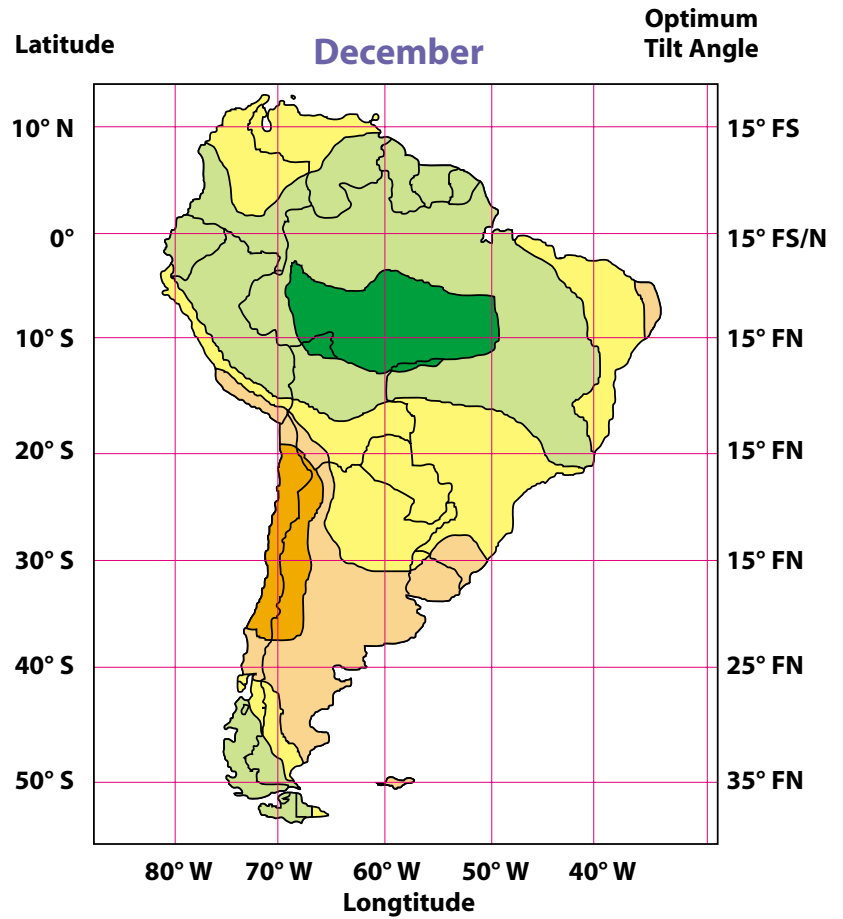 Latitude
December
Optimum
Tilt Angle
10° N
15° FS
0°
15° FS/N
10° S
15° FN
20° S
15° FN
30° S
15° FN
40° S
25° FN
50° S
35° FN
80° W
70° W
60° W
50° W
40° W
Longtitude